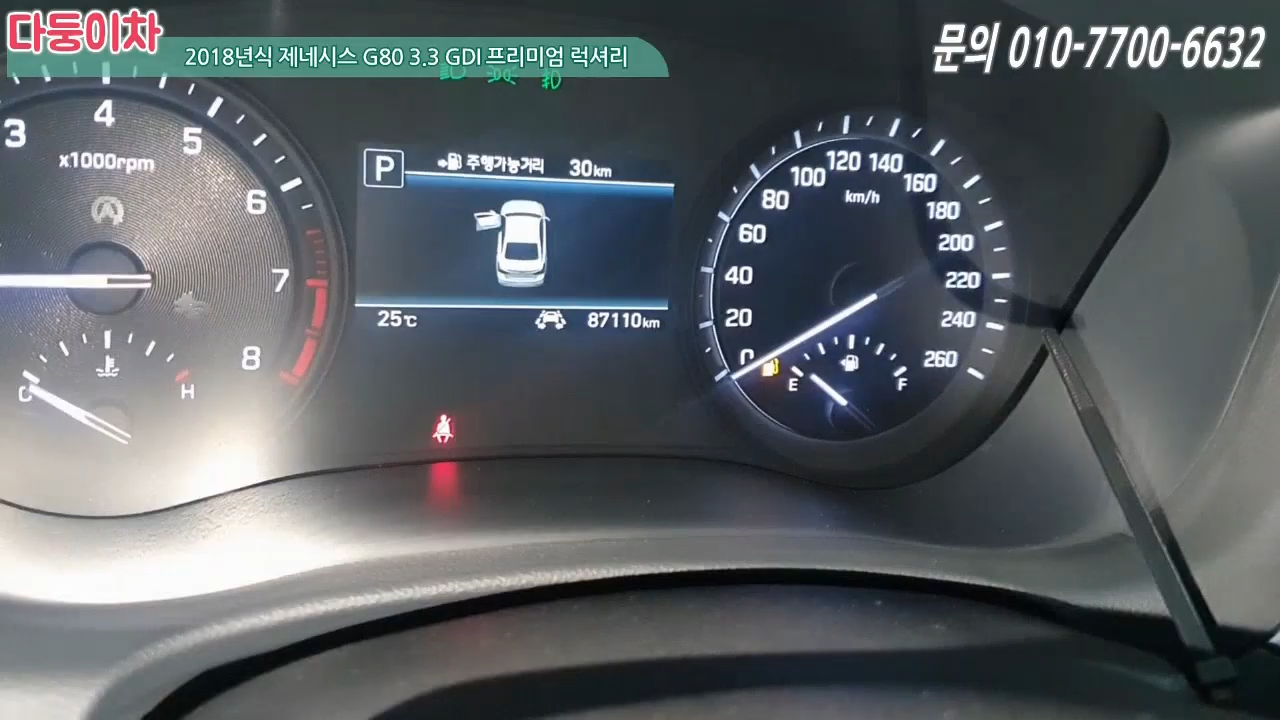 다둥이차
2018년식 제네시스 G80 3.3 GDI 프리미엄 럭셔리
문의 010-7700-6632
3 4 5 6 7 8
x1000rpm
C H
P 주행가능거리 30km
25℃ 87110km
0 20 40 60 80 100 120 140 160 180 200 220 240 260
km/h
E F